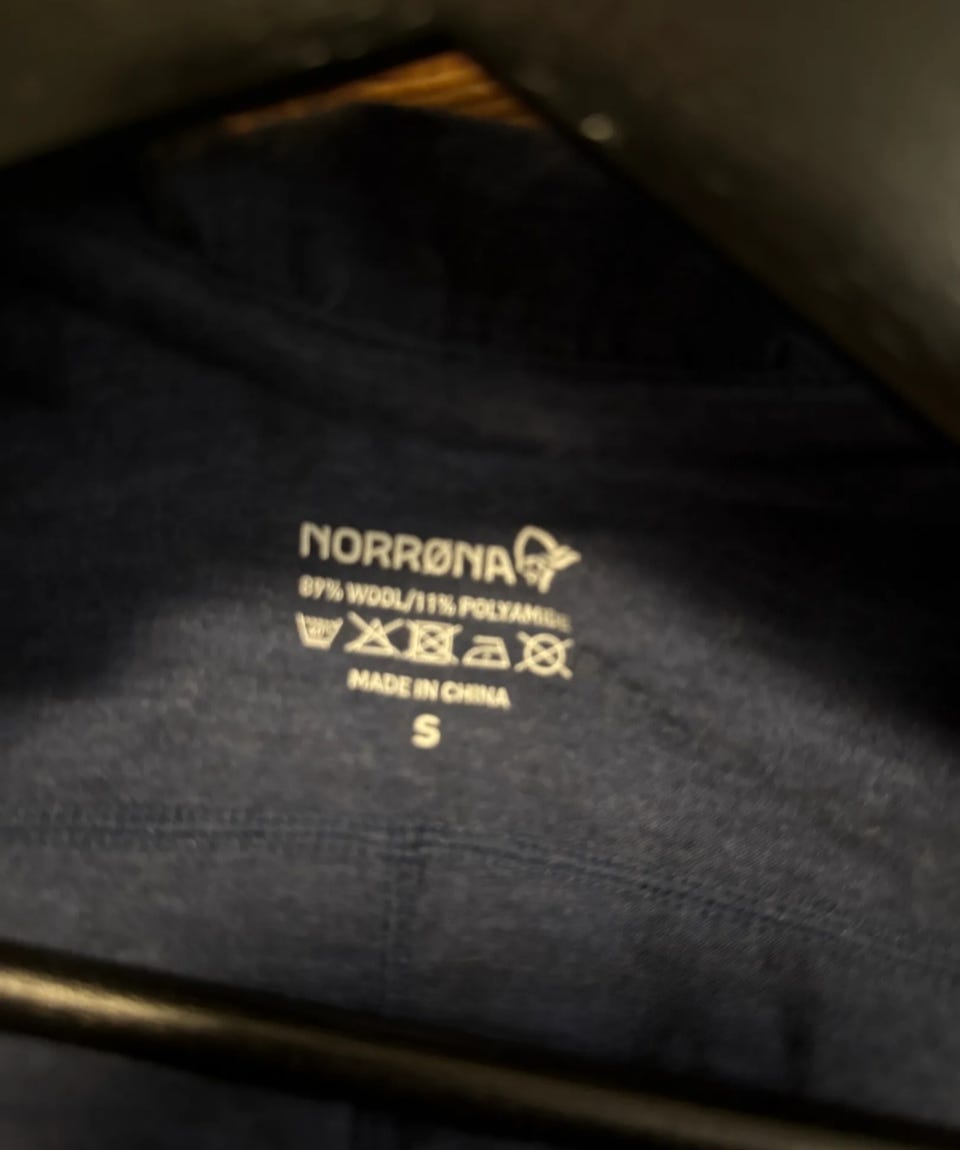 NORRØNA
89% WOOL/11% POLYAMIDE
MADE IN CHINA
S